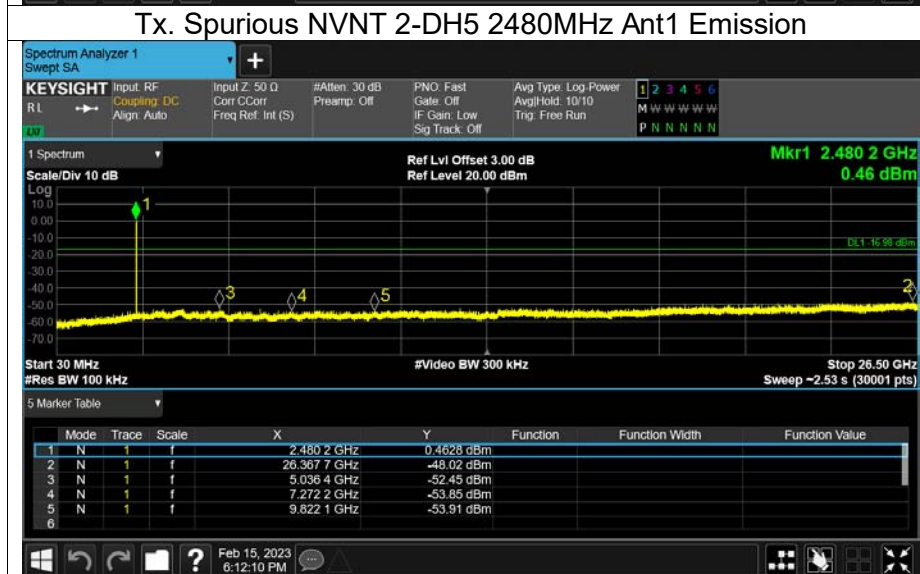 Tx. Spurious NVNT 2-DH5 2480MHz Ant1 Emission
Spectrum Analyzer 1
Swept SA
+
KEYSIGHT Input: RF Input Z: 50 Ω #Atten: 30 dB PNO: Fast Avg Type: Log-Power 1 2 3 4 5 6
R L Coupling: DC Corr CCorr Preamp: Off Gate: Off Avg|Hold: 10/10 M W W W W W
Align: Auto Freq Ref: Int (S) IF Gain: Low Trig: Free Run
LXI Sig Track: Off P N N N N N
1 Spectrum
Ref Lvl Offset 3.00 dB Mkr1 2.480 2 GHz
Scale/Div 10 dB Ref Level 20.00 dBm 0.46 dBm
Log
10.0
1
0.00
-10.0
DL1 -16.98 dBm
-20.0
-30.0
-40.0
3 4 5 2
-50.0
-60.0
-70.0
Start 30 MHz #Video BW 300 kHz Stop 26.50 GHz
#Res BW 100 kHz Sweep ~2.53 s (30001 pts)
5 Marker Table
Mode Trace Scale X Y Function Function Width Function Value
1 N 1 f 2.480 2 GHz 0.4628 dBm
2 N 1 f 26.367 7 GHz -48.02 dBm
3 N 1 f 5.036 4 GHz -52.45 dBm
4 N 1 f 7.272 2 GHz -53.85 dBm
5 N 1 f 9.822 1 GHz -53.91 dBm
6
? Feb 15, 2023
6:12:10 PM